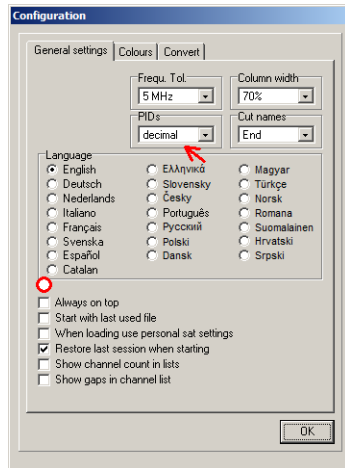 Configuration
General settings Colours Convert
Frequ. Tol. Column width
5 MHz 70%
PIDs Cut names
decimal End
Language
English Ελληνικά Magyar
Deutsch Slovensky Türkçe
Nederlands Česky Norsk
Italiano Português Romana
Français Русский Suomalainen
Svenska Polski Hrvatski
Español Dansk Srpski
Catalan
Always on top
Start with last used file
When loading use personal sat settings
Restore last session when starting
Show channel count in lists
Show gaps in channel list
OK